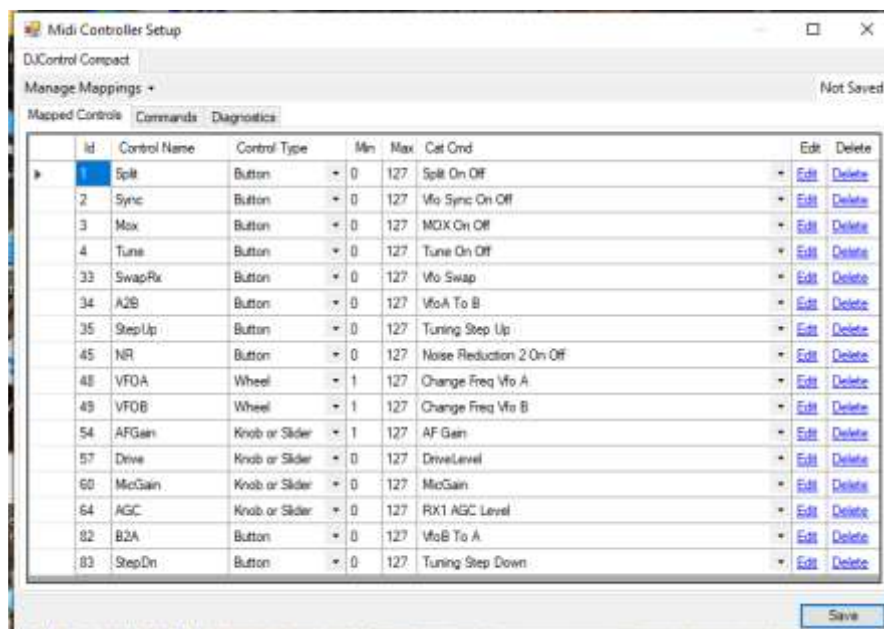 Midi Controller Setup
DJControl Compact
Manage Mappings
Not Saved
Mapped Controls Commands Diagnostics
Id Control Name Control Type Min Max Cat Cmd Edit Delete
1 Split Button 0 127 Split On Off Edit Delete
2 Sync Button 0 127 Vfo Sync On Off Edit Delete
3 Mox Button 0 127 MOX On Off Edit Delete
4 Tune Button 0 127 Tune On Off Edit Delete
33 SwapRx Button 0 127 Vfo Swap Edit Delete
34 A2B Button 0 127 VfoA To B Edit Delete
35 StepUp Button 0 127 Tuning Step Up Edit Delete
45 NR Button 0 127 Noise Reduction 2 On Off Edit Delete
48 VFOA Wheel 1 127 Change Freq Vfo A Edit Delete
49 VFOB Wheel 1 127 Change Freq Vfo B Edit Delete
54 AFGain Knob or Slider 1 127 AF Gain Edit Delete
57 Drive Knob or Slider 0 127 DriveLevel Edit Delete
60 MicGain Knob or Slider 0 127 MicGain Edit Delete
64 AGC Knob or Slider 0 127 RX1 AGC Level Edit Delete
82 B2A Button 0 127 VfoB To A Edit Delete
83 StepDn Button 0 127 Tuning Step Down Edit Delete
Save